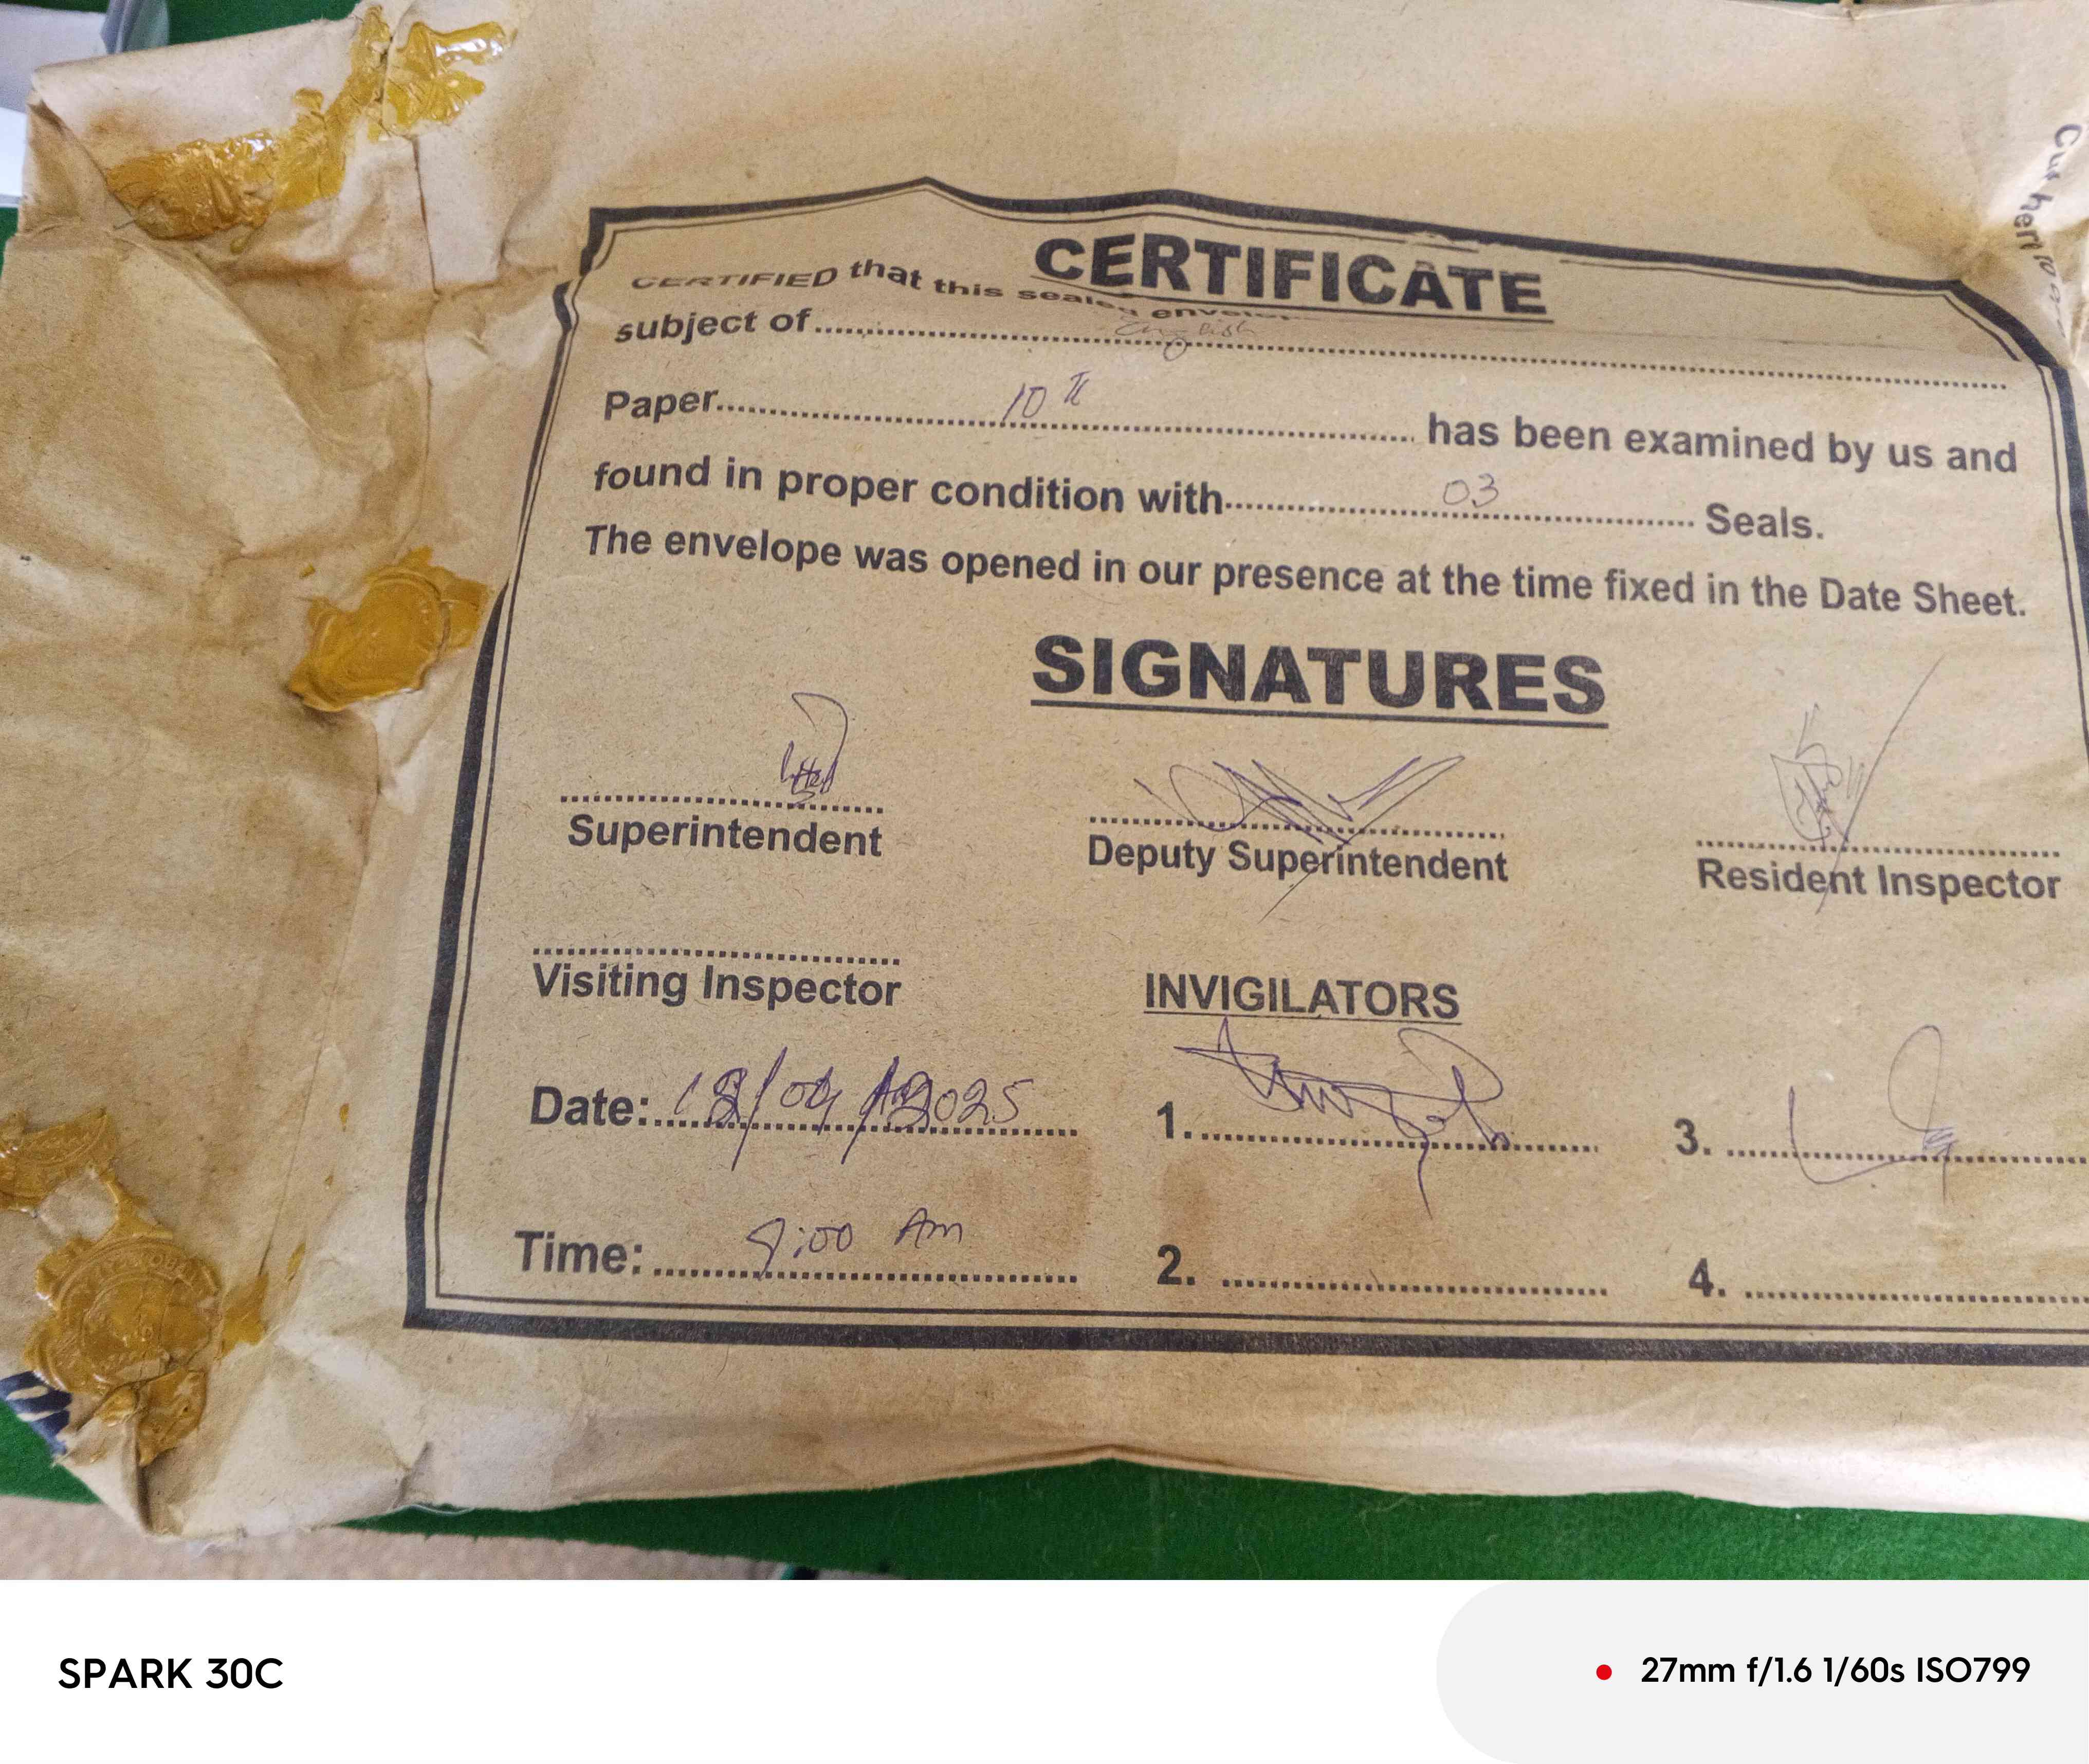 CERTIFICATE
CERTIFIED that this sealed envelope
subject of..........English..........
Paper..........10th.......... has been examined by us and
found in proper condition with..........03.......... Seals.
The envelope was opened in our presence at the time fixed in the Date Sheet.
SIGNATURES
Superintendent
Deputy Superintendent
Resident Inspector
Visiting Inspector
INVIGILATORS
Date:..18/04/2025
1.
3.
Time:..........9:00 Am
2.
4.
Cut here
SPARK 30C
27mm f/1.6 1/60s ISO799